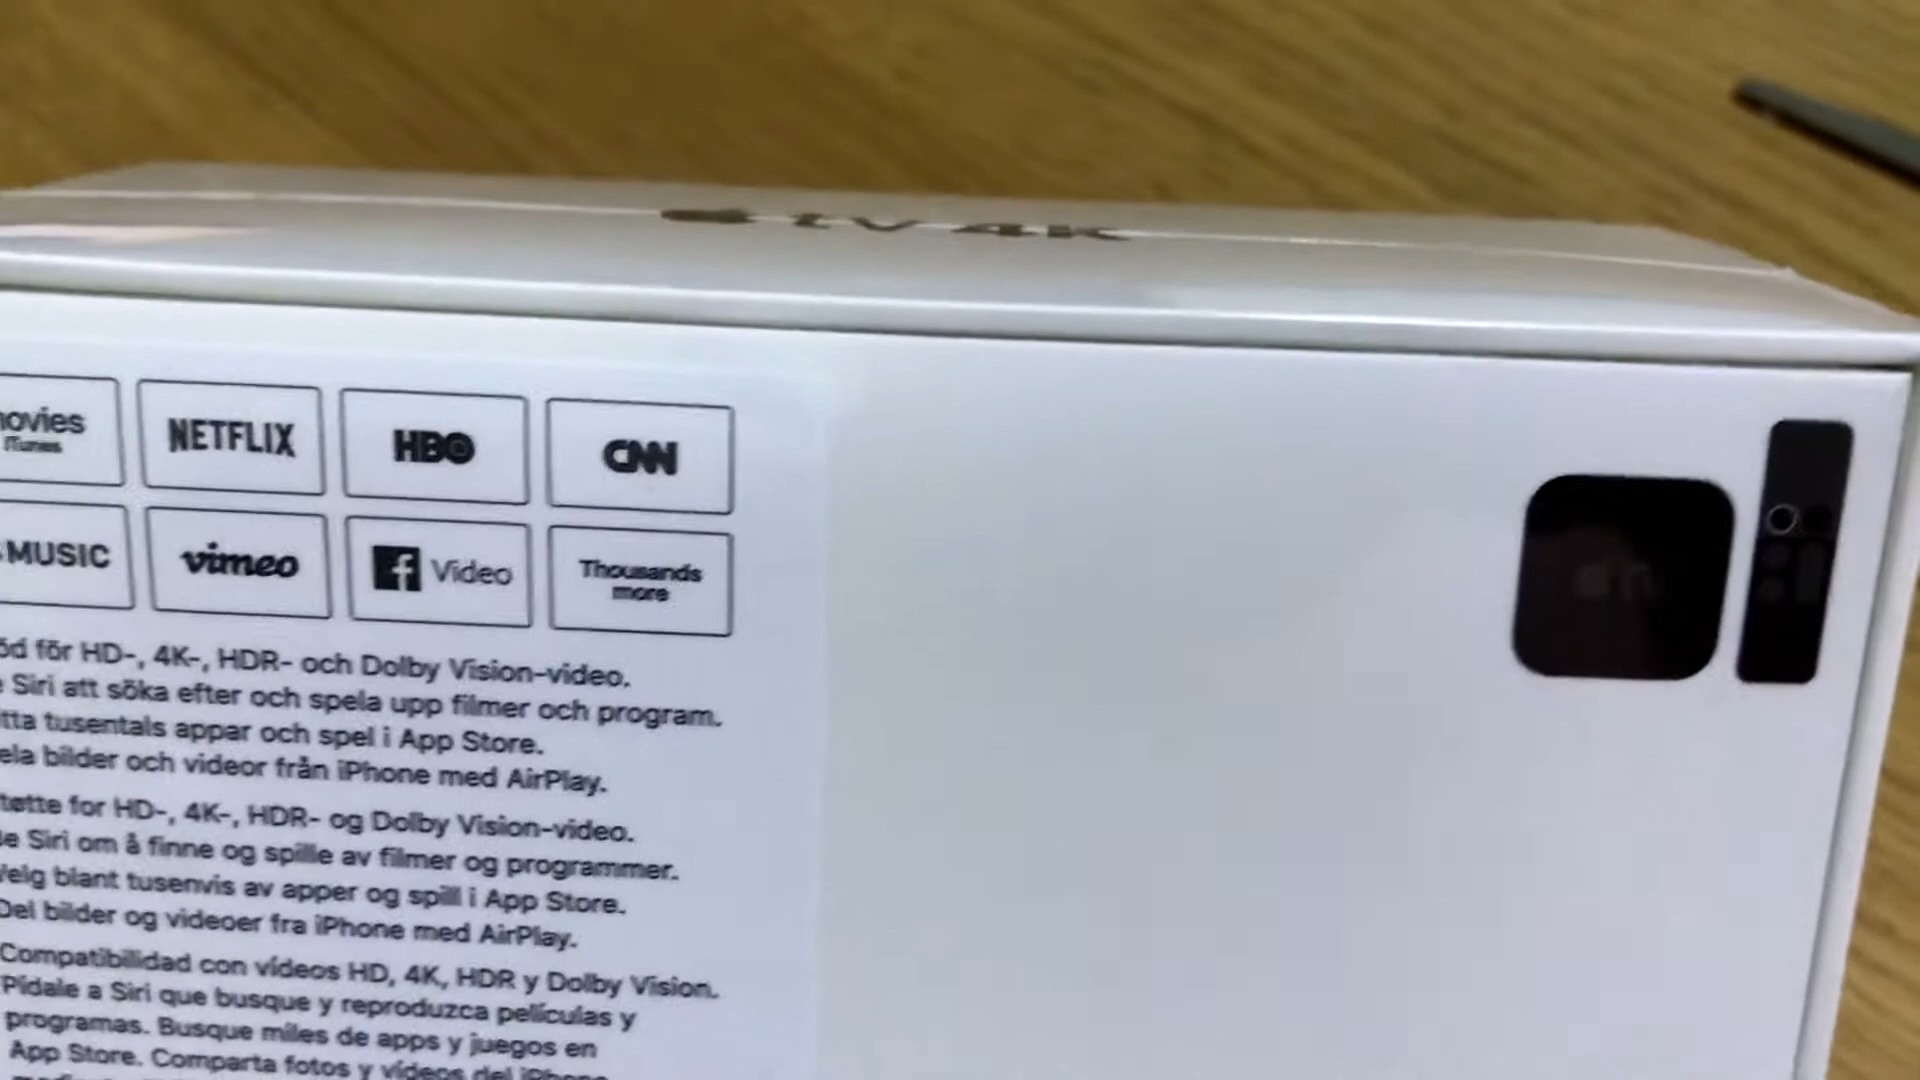 tv 4K
movies
iTunes
NETFLIX
HBO
CNN
MUSIC
vimeo
f Video
Thousands
more
för HD-, 4K-, HDR- och Dolby Vision-video.
Siri att söka efter och spela upp filmer och program.
tusentals appar och spel i App Store.
bilder och videor från iPhone med AirPlay.
for HD-, 4K-, HDR- og Dolby Vision-video.
Siri om å finne og spille av filmer og programmer.
Velg blant tusenvis av apper og spill i App Store.
Del bilder og videoer fra iPhone med AirPlay.
Compatibilidad con vídeos HD, 4K, HDR y Dolby Vision.
Pídale a Siri que busque y reproduzca películas y
programas. Busque miles de apps y juegos en
App Store. Comparta fotos y vídeos del iPhone
tv